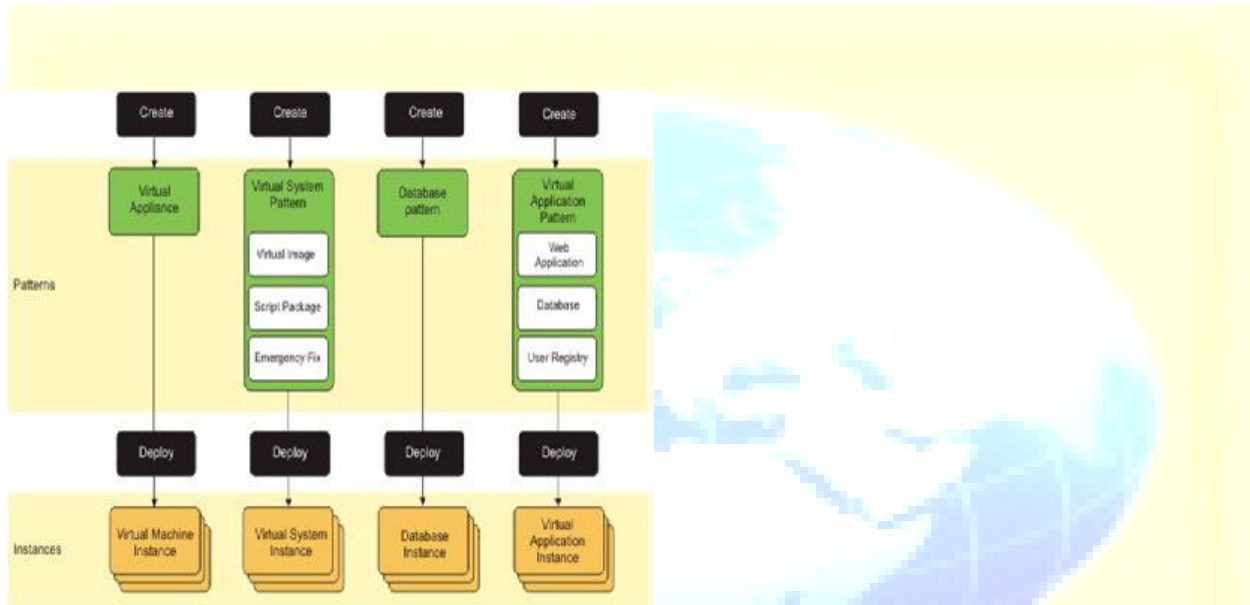 Create
Create
Create
Create
Virtual
Appliance
Virtual System
Pattern
Database
pattern
Virtual
Application
Pattern
Virtual Image
Script Package
Emergency Fix
Web
Application
Database
User Registry
Patterns
Deploy
Deploy
Deploy
Deploy
Instances
Virtual Machine
Instance
Virtual System
Instance
Database
Instance
Virtual
Application
Instance